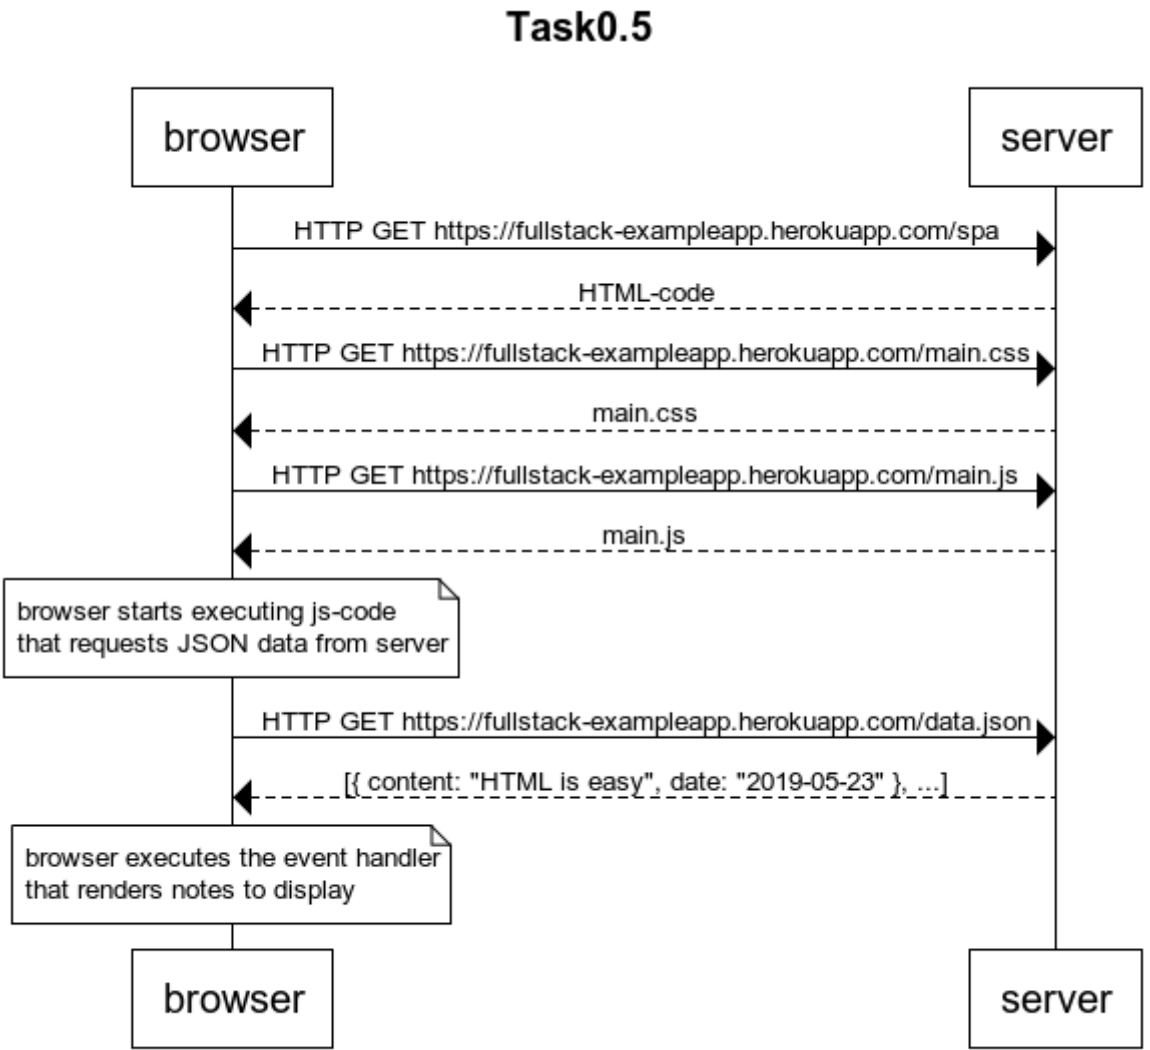 Task0.5
browser
server
HTTP GET https://fullstack-exampleapp.herokuapp.com/spa
HTML-code
HTTP GET https://fullstack-exampleapp.herokuapp.com/main.css
main.css
HTTP GET https://fullstack-exampleapp.herokuapp.com/main.js
main.js
browser starts executing js-code
that requests JSON data from server
HTTP GET https://fullstack-exampleapp.herokuapp.com/data.json
[{ content: "HTML is easy", date: "2019-05-23" }, ...]
browser executes the event handler
that renders notes to display
browser
server